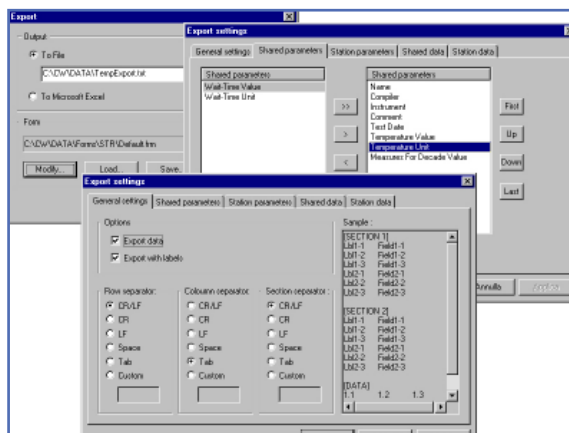 Export
Output
To File
C:\CW\DATA\TempExport.txt
To Microsoft Excel
Form
C:\CW\DATA\Forms\STR\Default.frm
Modify...
Load...
Save...
Export settings
General settings
Shared parameters
Station parameters
Shared data
Station data
Shared parameters
Wait-Time Value
Wait-Time Unit
>>
>
<
Shared parameters
Name
Compiler
Instrument
Comment
Test Date
Temperature Value
Temperature Unit
Measures For Decade Value
First
Up
Down
Last
Annulla
Applica
Export settings
General settings
Shared parameters
Station parameters
Shared data
Station data
Options
Export data
Export with labels
Row separator:
CR/LF
CR
LF
Space
Tab
Custom
Coloumn separator:
CR/LF
CR
LF
Space
Tab
Custom
Section separator :
CR/LF
CR
LF
Space
Tab
Custom
Sample :
[SECTION 1]
Lbl1-1 Field1-1
Lbl1-2 Field1-2
Lbl1-3 Field1-3
Lbl2-1 Field2-1
Lbl2-2 Field2-2
Lbl2-3 Field2-3
[SECTION 2]
Lbl1-1 Field1-1
Lbl1-2 Field1-2
Lbl1-3 Field1-3
Lbl2-1 Field2-1
Lbl2-2 Field2-2
Lbl2-3 Field2-3
[DATA]
1.1 1.2 1.3